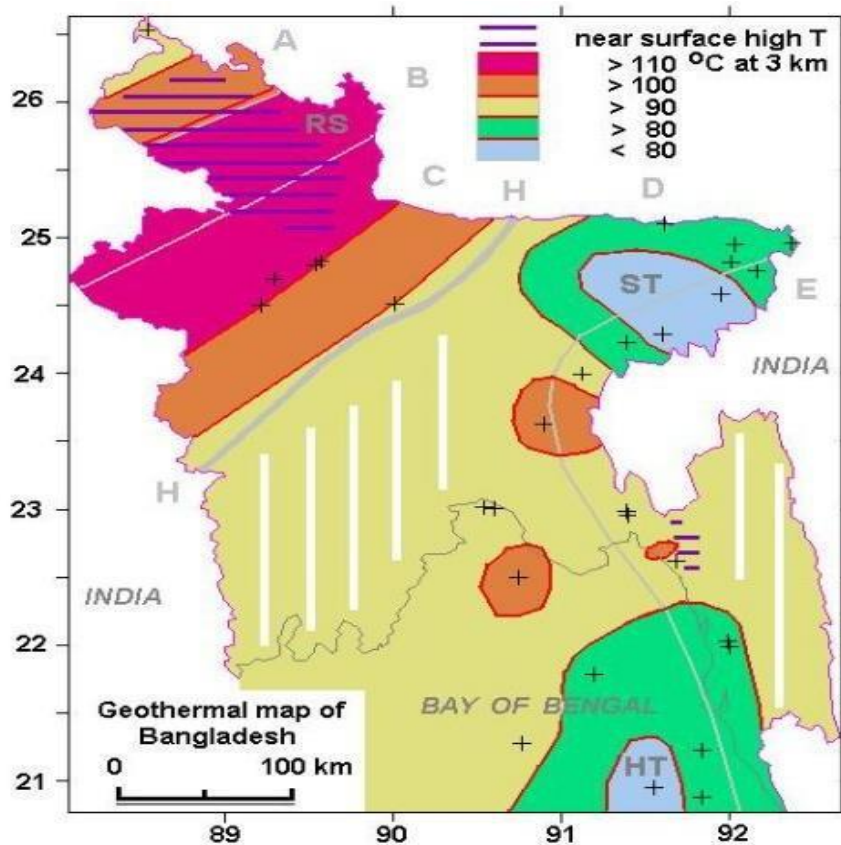 near surface high T
> 110 °C at 3 km
> 100
> 90
> 80
< 80
A
B
C
H
D
E
RS
ST
INDIA
H
INDIA
BAY OF BENGAL
HT
Geothermal map of
Bangladesh
0 100 km
26
25
24
23
22
21
89 90 91 92